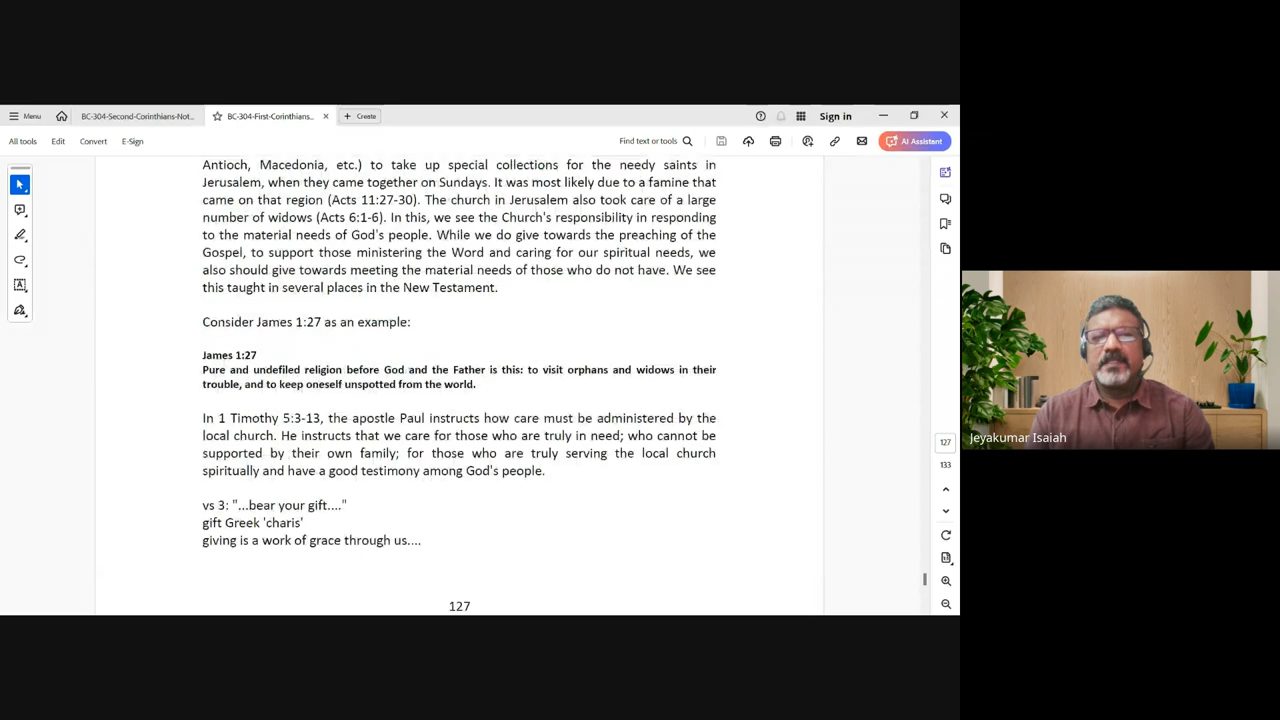 Menu
BC-304-Second-Corinthians-Not...
BC-304-First-Corinthians...
Create
Sign in
All tools
Edit
Convert
E-Sign
Find text or tools
AI Assistant
Antioch, Macedonia, etc.) to take up special collections for the needy saints in
Jerusalem, when they came together on Sundays. It was most likely due to a famine that
came on that region (Acts 11:27-30). The church in Jerusalem also took care of a large
number of widows (Acts 6:1-6). In this, we see the Church's responsibility in responding
to the material needs of God's people. While we do give towards the preaching of the
Gospel, to support those ministering the Word and caring for our spiritual needs, we
also should give towards meeting the material needs of those who do not have. We see
this taught in several places in the New Testament.
Consider James 1:27 as an example:
James 1:27
Pure and undefiled religion before God and the Father is this: to visit orphans and widows in their
trouble, and to keep oneself unspotted from the world.
In 1 Timothy 5:3-13, the apostle Paul instructs how care must be administered by the
local church. He instructs that we care for those who are truly in need; who cannot be
supported by their own family; for those who are truly serving the local church
spiritually and have a good testimony among God's people.
vs 3: "...bear your gift...."
gift Greek 'charis'
giving is a work of grace through us....
127
127
133
Jeyakumar Isaiah